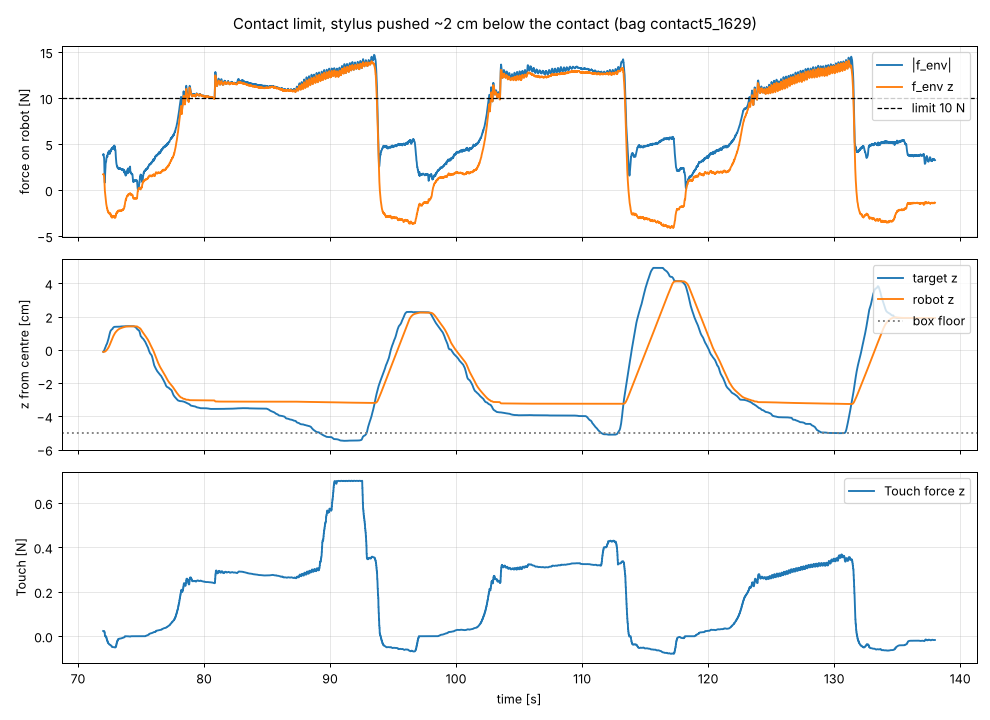 Contact limit, stylus pushed ~2 cm below the contact (bag contact5_1629)
force on robot [N]
15
10
5
0
−5
|f_env|
f_env z
limit 10 N
z from centre [cm]
4
2
0
−2
−4
−6
target z
robot z
box floor
Touch [N]
0.6
0.4
0.2
0.0
Touch force z
70 80 90 100 110 120 130 140
time [s]